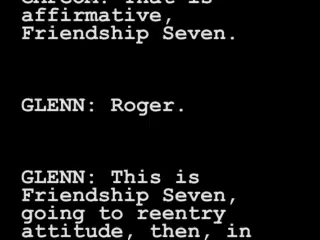 affirmative,
Friendship Seven.
GLENN: Roger.
GLENN: This is
Friendship Seven,
going to reentry
attitude, then, in